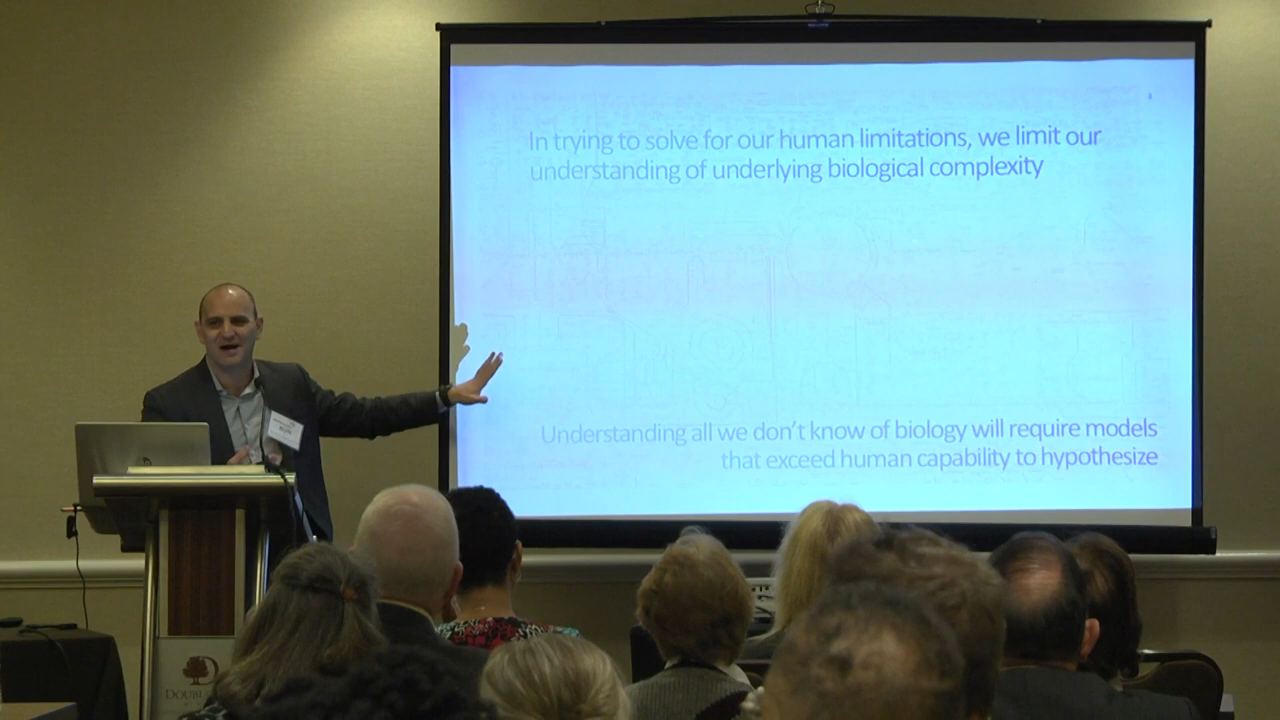 In trying to solve for our human limitations, we limit our
understanding of underlying biological complexity
Understanding all we don't know of biology will require models
that exceed human capability to hypothesize